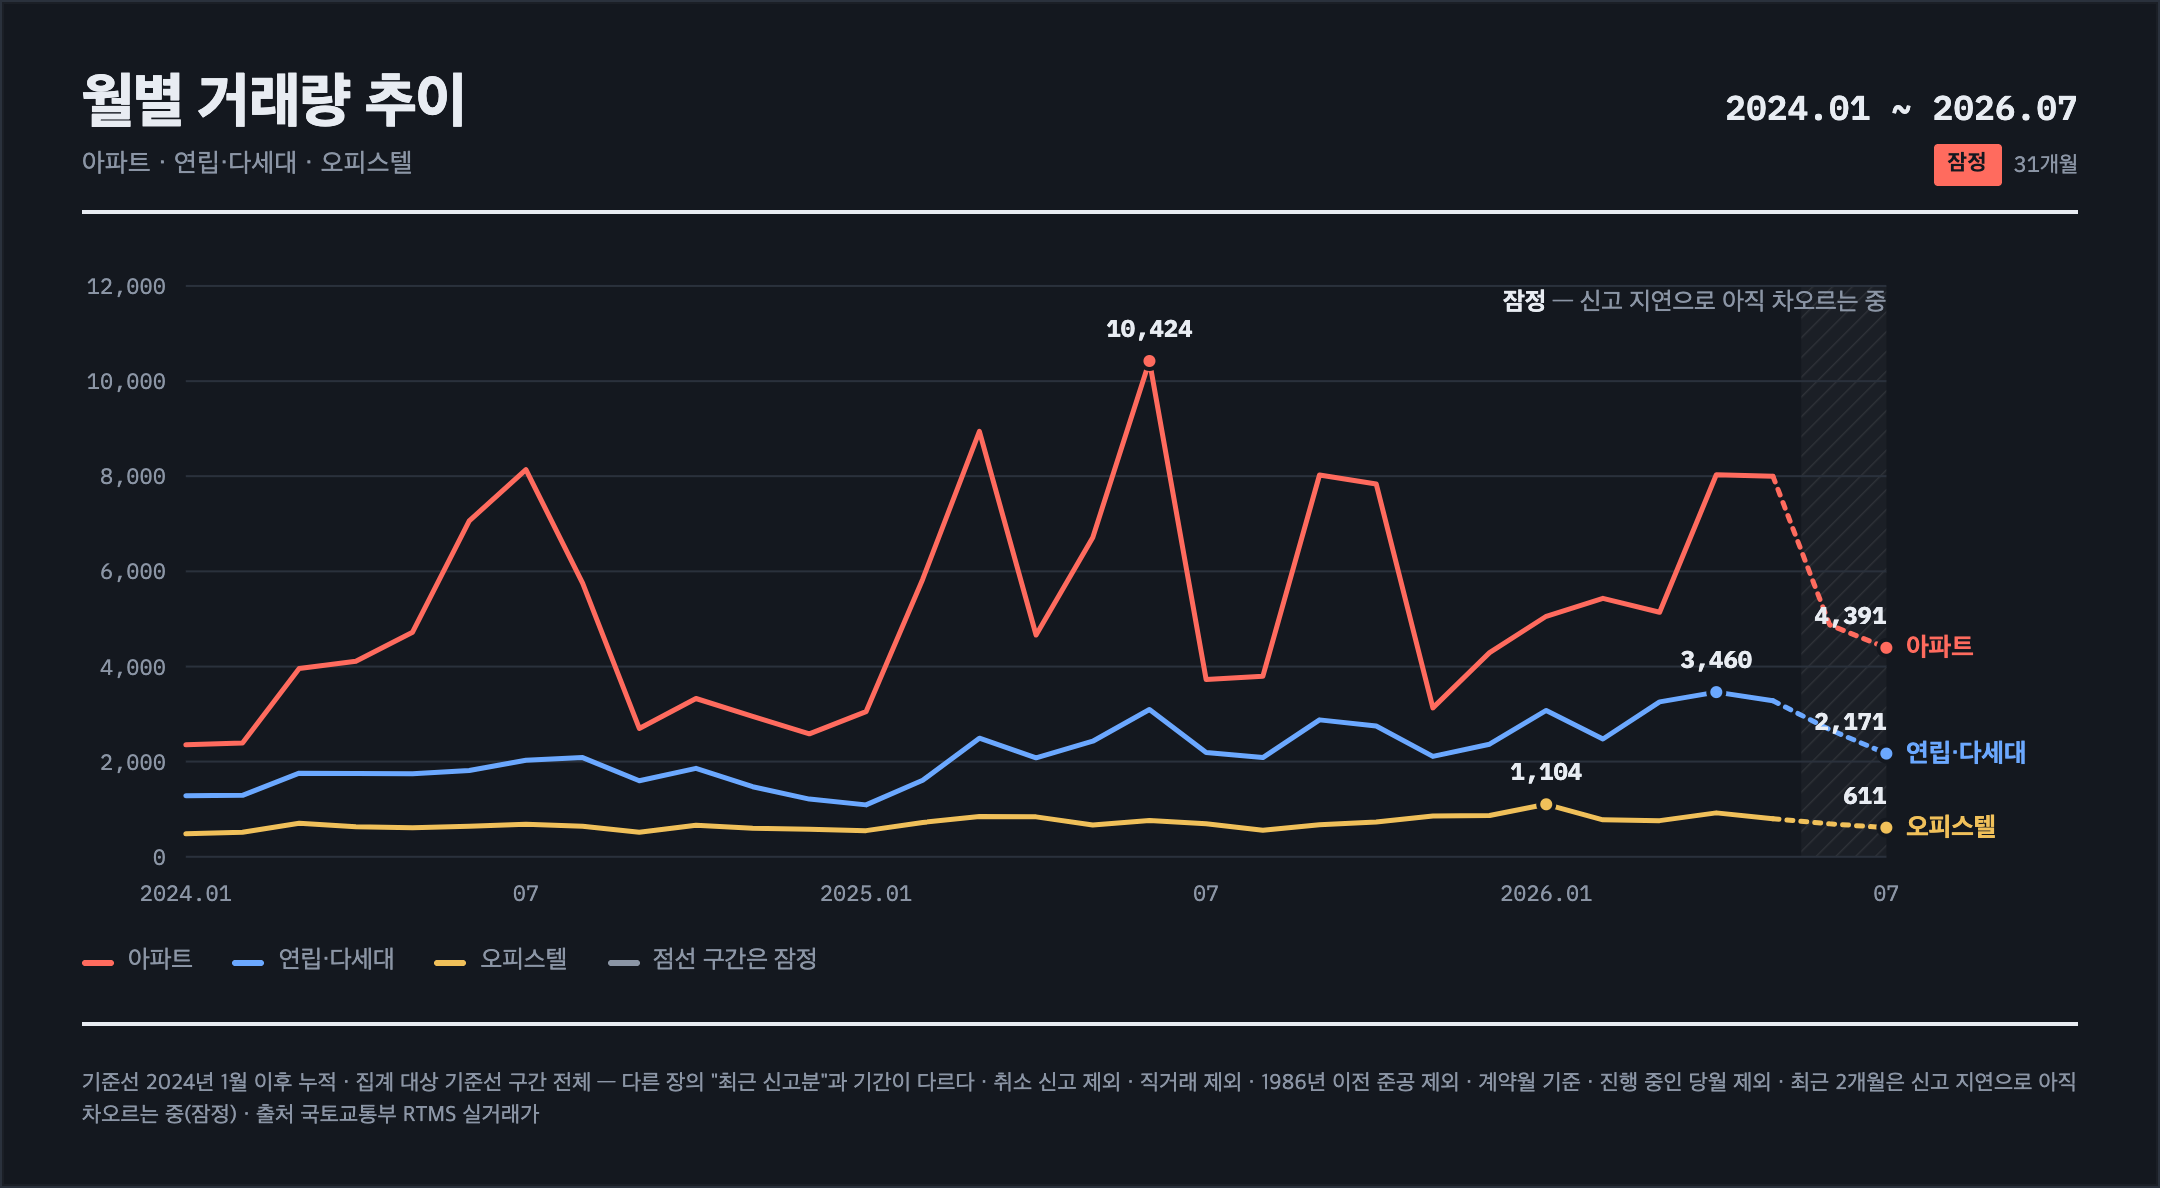 월별 거래량 추이
아파트 · 연립·다세대 · 오피스텔
2024.01 ~ 2026.07
잠정 31개월
12,000
10,000
8,000
6,000
4,000
2,000
0
잠정 — 신고 지연으로 아직 차오르는 중
10,424
4,391
아파트
3,460
2,171
연립·다세대
1,104
611
오피스텔
2024.01 07 2025.01 07 2026.01 07
아파트 연립·다세대 오피스텔 점선 구간은 잠정
기준선 2024년 1월 이후 누적 · 집계 대상 기준선 구간 전체 — 다른 장의 "최근 신고분"과 기간이 다르다 · 취소 신고 제외 · 직거래 제외 · 1986년 이전 준공 제외 · 계약월 기준 · 진행 중인 당월 제외 · 최근 2개월은 신고 지연으로 아직
차오르는 중(잠정) · 출처 국토교통부 RTMS 실거래가